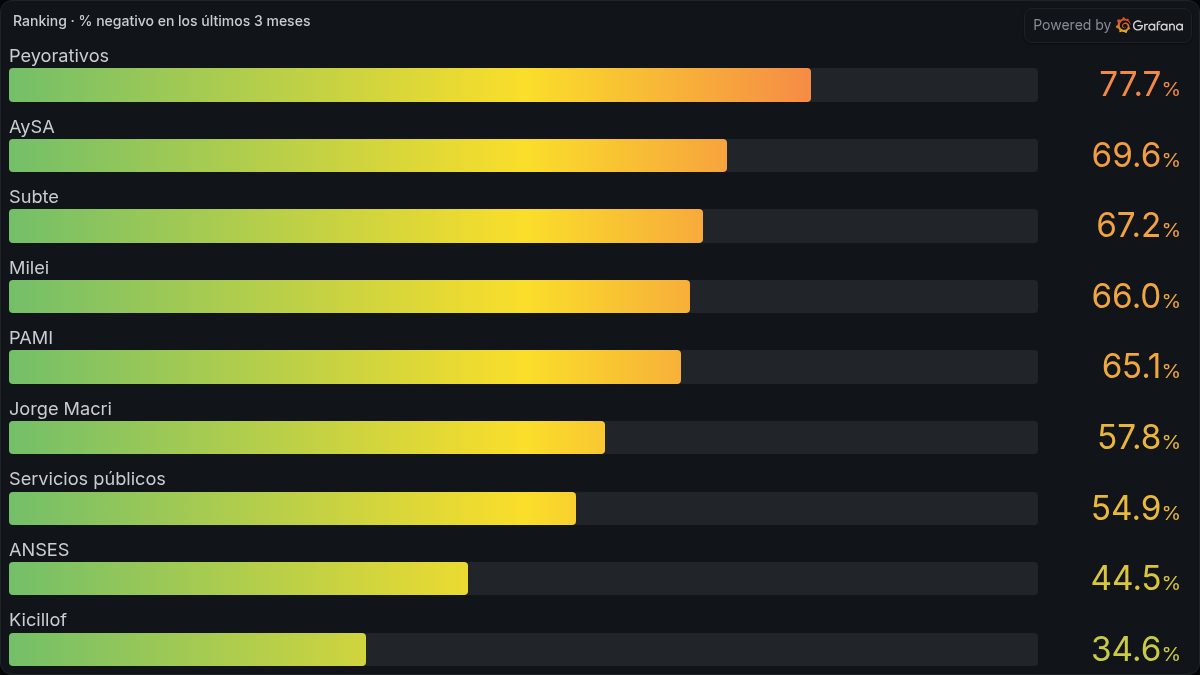 Ranking · % negativo en los últimos 3 meses
Powered by Grafana
Peyorativos
77.7%
AySA
69.6%
Subte
67.2%
Milei
66.0%
PAMI
65.1%
Jorge Macri
57.8%
Servicios públicos
54.9%
ANSES
44.5%
Kicillof
34.6%